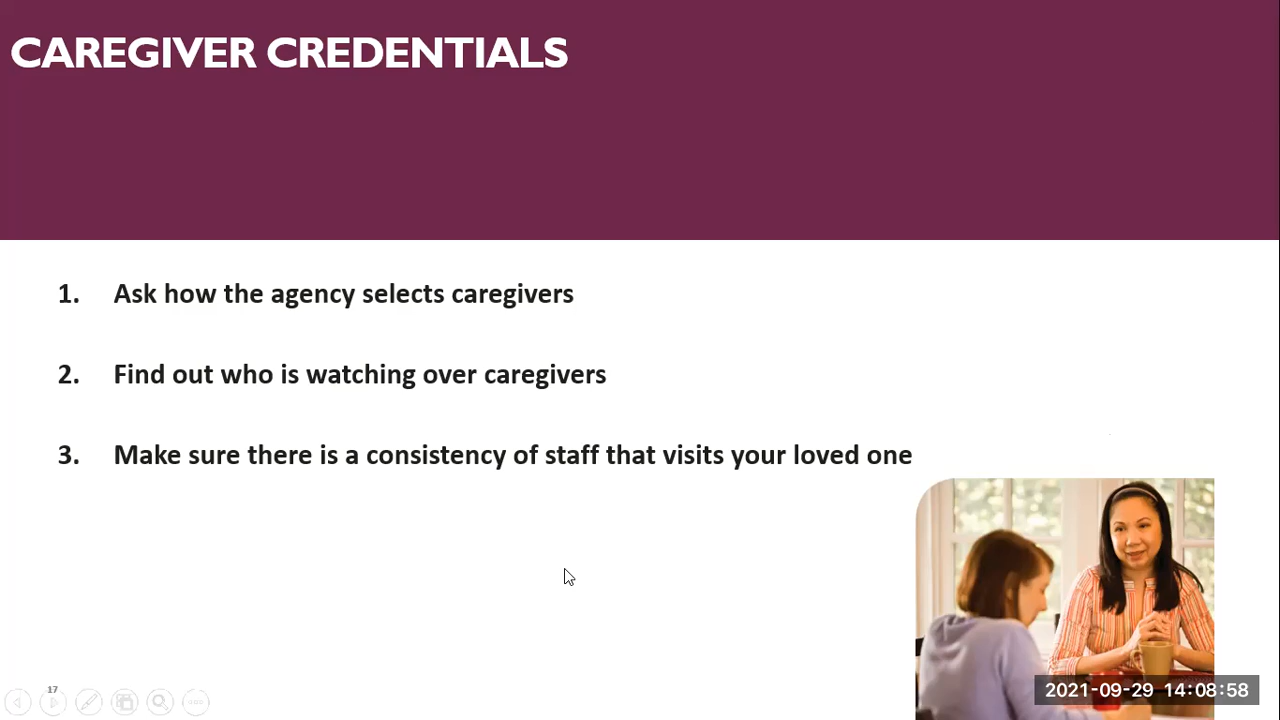 CAREGIVER CREDENTIALS
1. Ask how the agency selects caregivers
2. Find out who is watching over caregivers
3. Make sure there is a consistency of staff that visits your loved one
17
2021-09-29 14:08:58